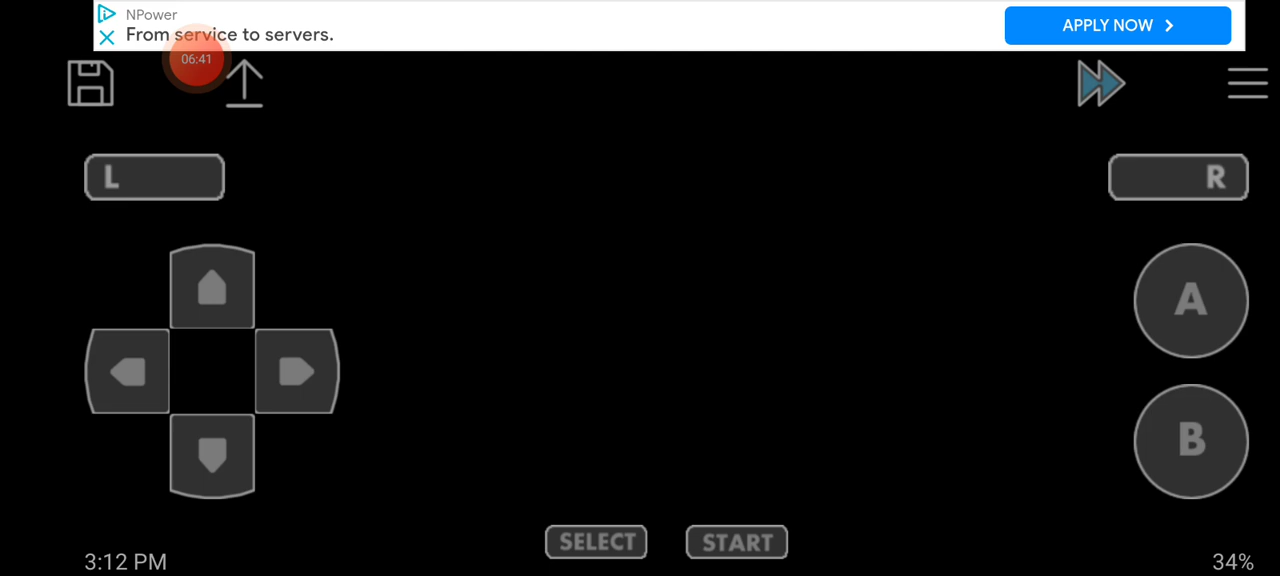 NPower
From service to servers.
APPLY NOW
06:41
L
R
A
B
SELECT
START
3:12 PM
34%